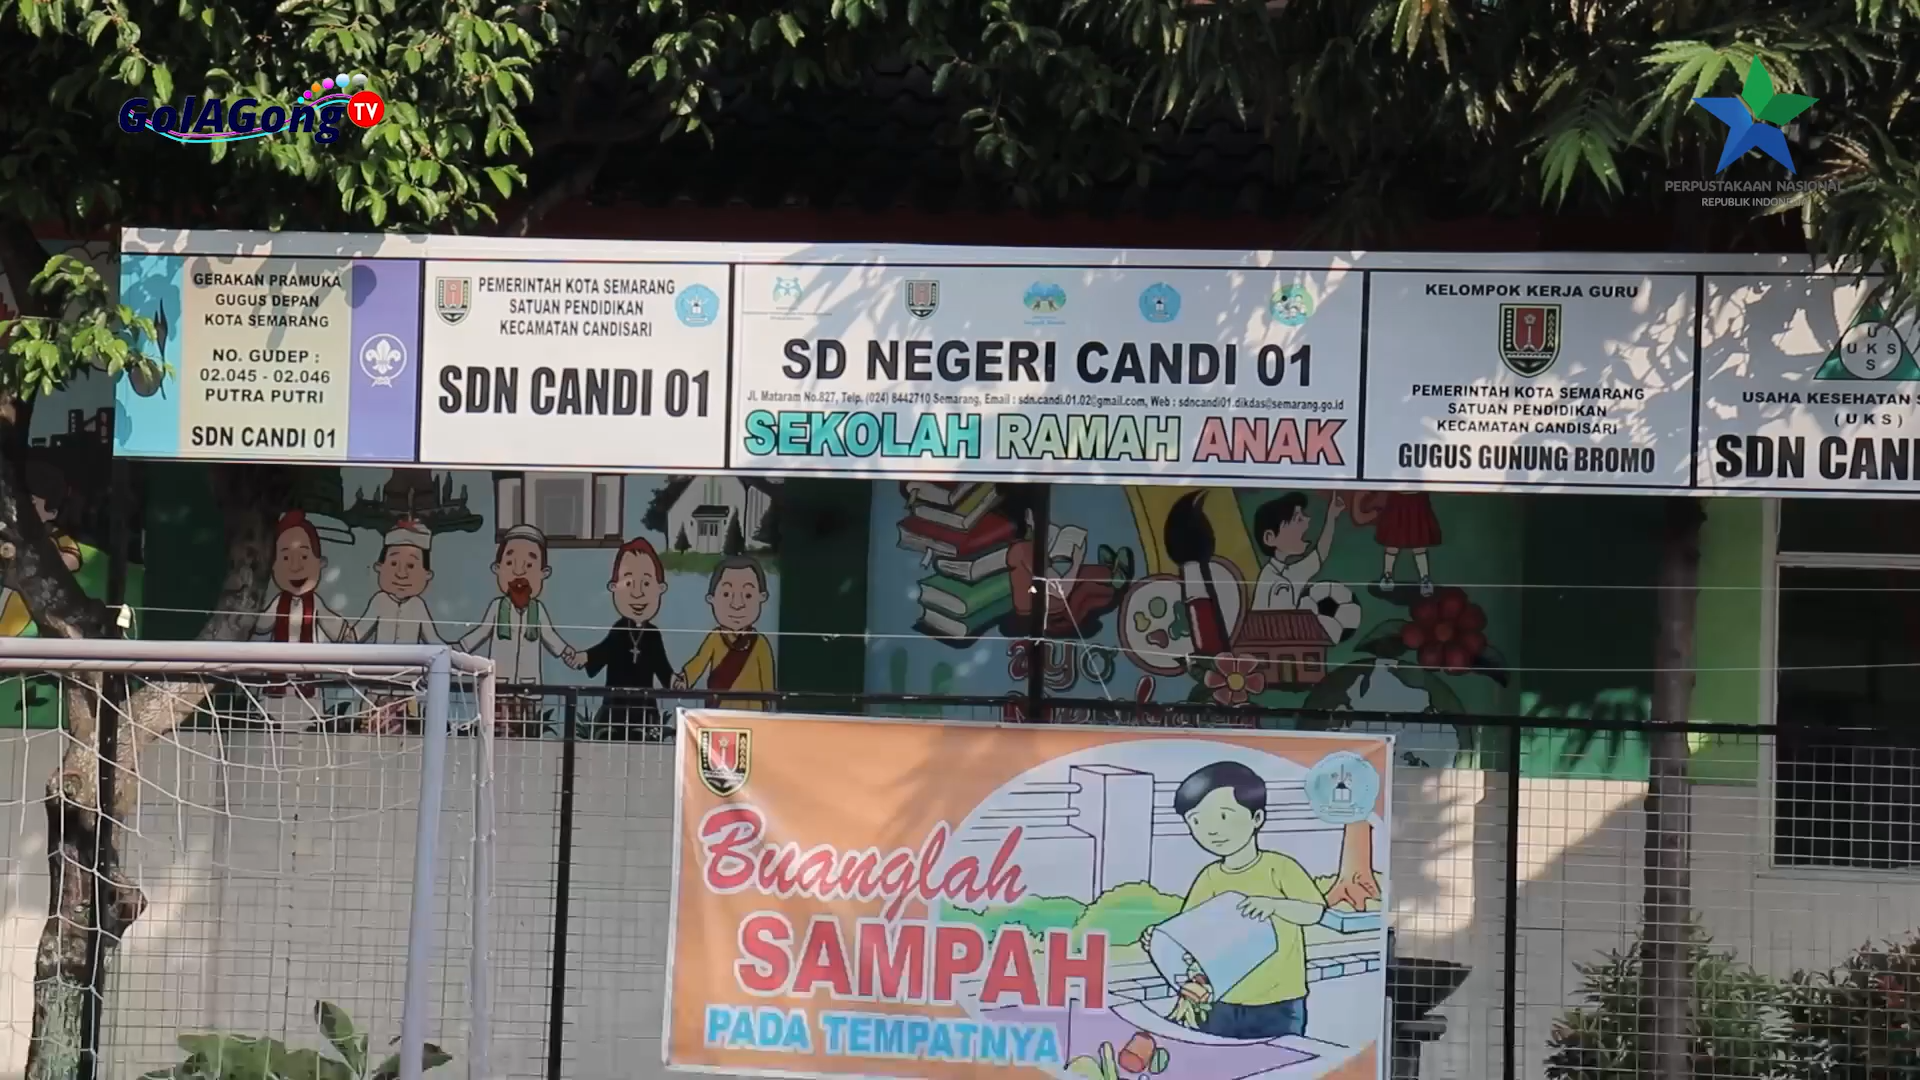 GolAGong TV
PERPUSTAKAAN NASIONAL
REPUBLIK INDONESIA
GERAKAN PRAMUKA
GUGUS DEPAN
KOTA SEMARANG
NO. GUDEP :
02.045 - 02.046
PUTRA PUTRI
SDN CANDI 01
PEMERINTAH KOTA SEMARANG
SATUAN PENDIDIKAN
KECAMATAN CANDISARI
SDN CANDI 01
SD NEGERI CANDI 01
Jl. Mataram No.827, Telp. (024) 8442710 Semarang, Email : sdn.candi.01.02@gmail.com, Web : sdncandi01.dikdas@semarang.go.id
SEKOLAH RAMAH ANAK
KELOMPOK KERJA GURU
PEMERINTAH KOTA SEMARANG
SATUAN PENDIDIKAN
KECAMATAN CANDISARI
GUGUS GUNUNG BROMO
U
U K S
S
USAHA KESEHATAN S
( U K S )
SDN CAN
ayo
Buanglah
SAMPAH
PADA TEMPATNYA